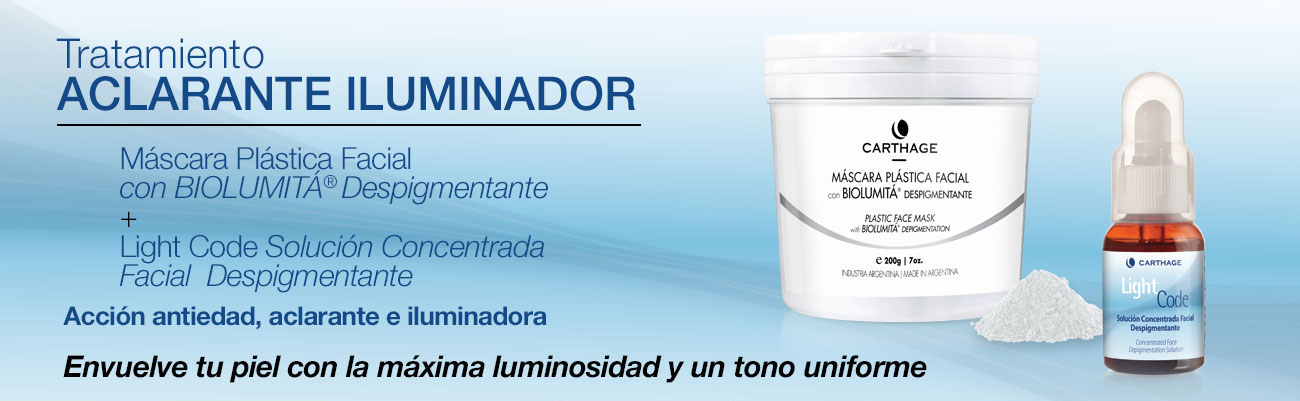 Tratamiento
ACLARANTE ILUMINADOR
Máscara Plástica Facial
con BIOLUMITÁ® Despigmentante
+
Light Code Solución Concentrada
Facial Despigmentante
Acción antiedad, aclarante e iluminadora
Envuelve tu piel con la máxima luminosidad y un tono uniforme
CARTHAGE
MÁSCARA PLÁSTICA FACIAL
con BIOLUMITÁ® DESPIGMENTANTE
PLASTIC FACE MASK
with BIOLUMITÁ® DEPIGMENTATION
e 200g | 7oz.
INDUSTRIA ARGENTINA | MADE IN ARGENTINA
CARTHAGE
Light
Code
Solución Concentrada Facial
Despigmentante
Concentrated Face
Depigmentation Solution